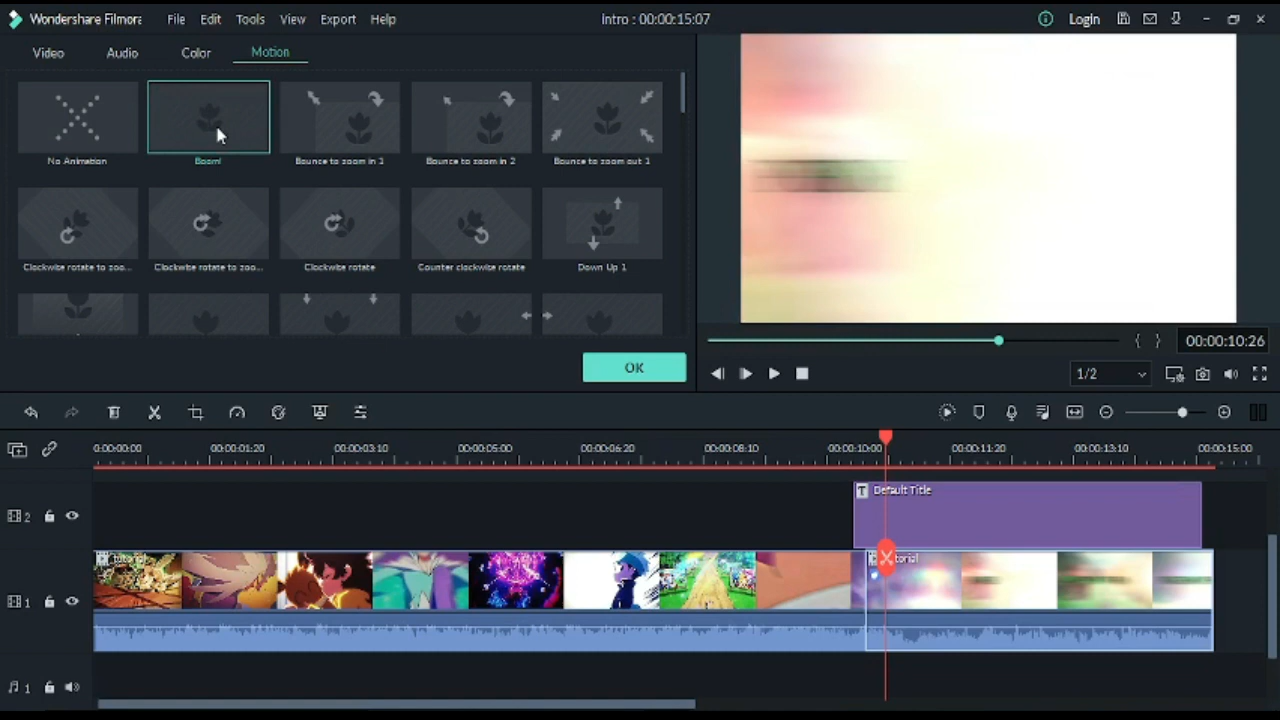 Wondershare Filmora File Edit Tools View Export Help Intro : 00:00:15:07 Login
Video Audio Color Motion
No Animation Boom! Bounce to zoom in 1 Bounce to zoom in 2 Bounce to zoom out 1
Clockwise rotate to zoo... Clockwise rotate to zoo... Clockwise rotate Counter clockwise rotate Down Up 1
{ } 00:00:10:26
OK
1/2
0:00:00:00 00:00:01:20 00:00:03:10 00:00:05:00 00:00:06:20 00:00:08:10 00:00:10:00 00:00:11:20 00:00:13:10 00:00:15:00
T Default Title
2
tutorial torial
1
1